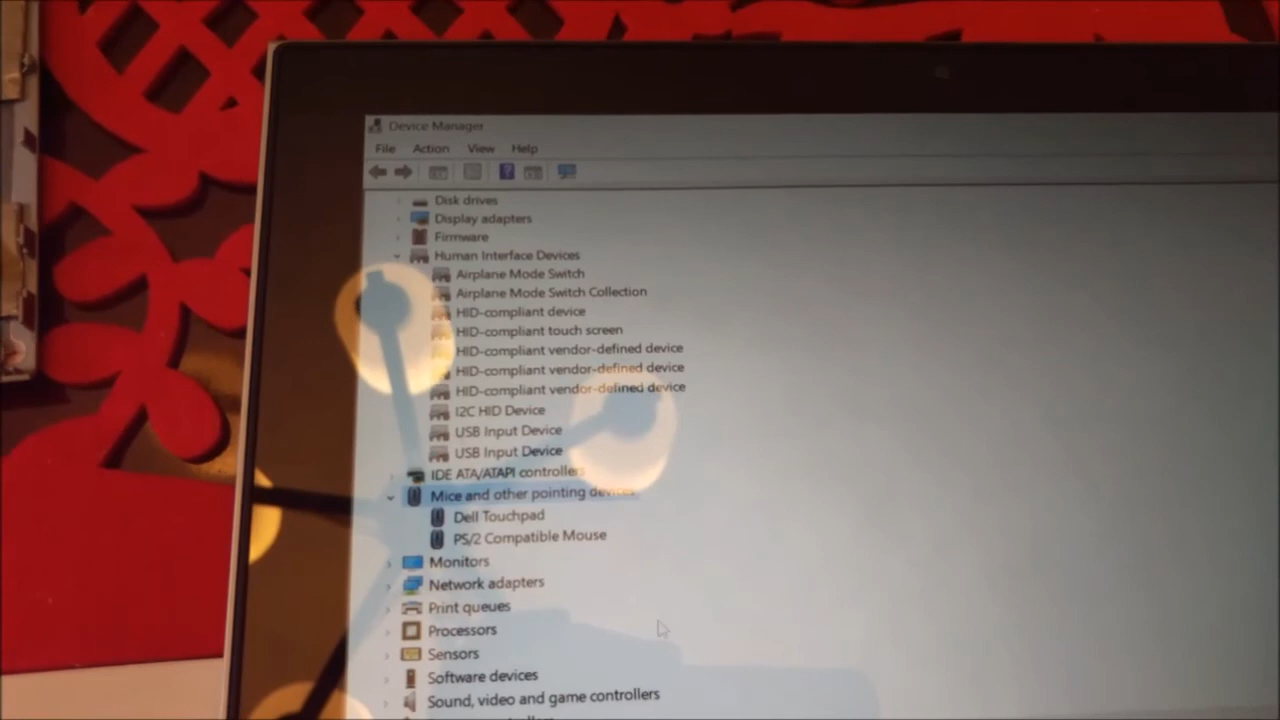 Device Manager
File Action View Help
Disk drives
Display adapters
Firmware
Human Interface Devices
Airplane Mode Switch
Airplane Mode Switch Collection
HID-compliant device
HID-compliant touch screen
HID-compliant vendor-defined device
HID-compliant vendor-defined device
HID-compliant vendor-defined device
I2C HID Device
USB Input Device
USB Input Device
IDE ATA/ATAPI controllers
Mice and other pointing devices
Dell Touchpad
PS/2 Compatible Mouse
Monitors
Network adapters
Print queues
Processors
Sensors
Software devices
Sound, video and game controllers